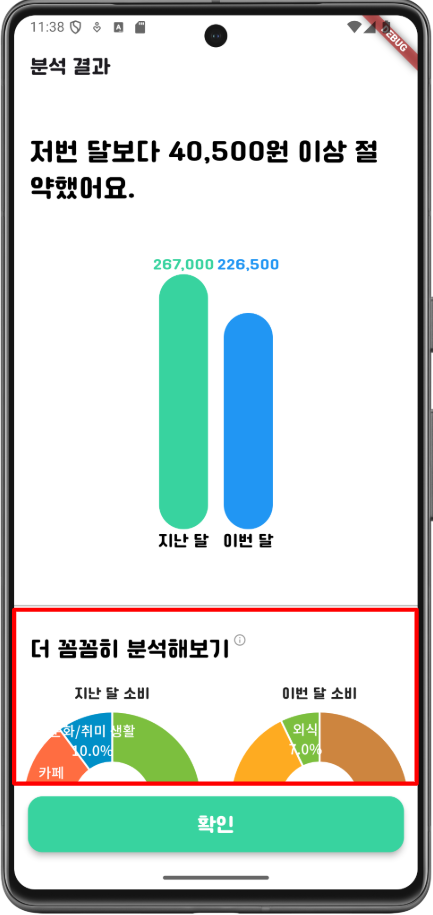 11:38
DEBUG
분석 결과
저번 달보다 40,500원 이상 절
약했어요.
267,000 226,500
지난 달 이번 달
더 꼼꼼히 분석해보기
지난 달 소비 이번 달 소비
문화/취미 생활
10.0%
카페
외식
7.0%
확인